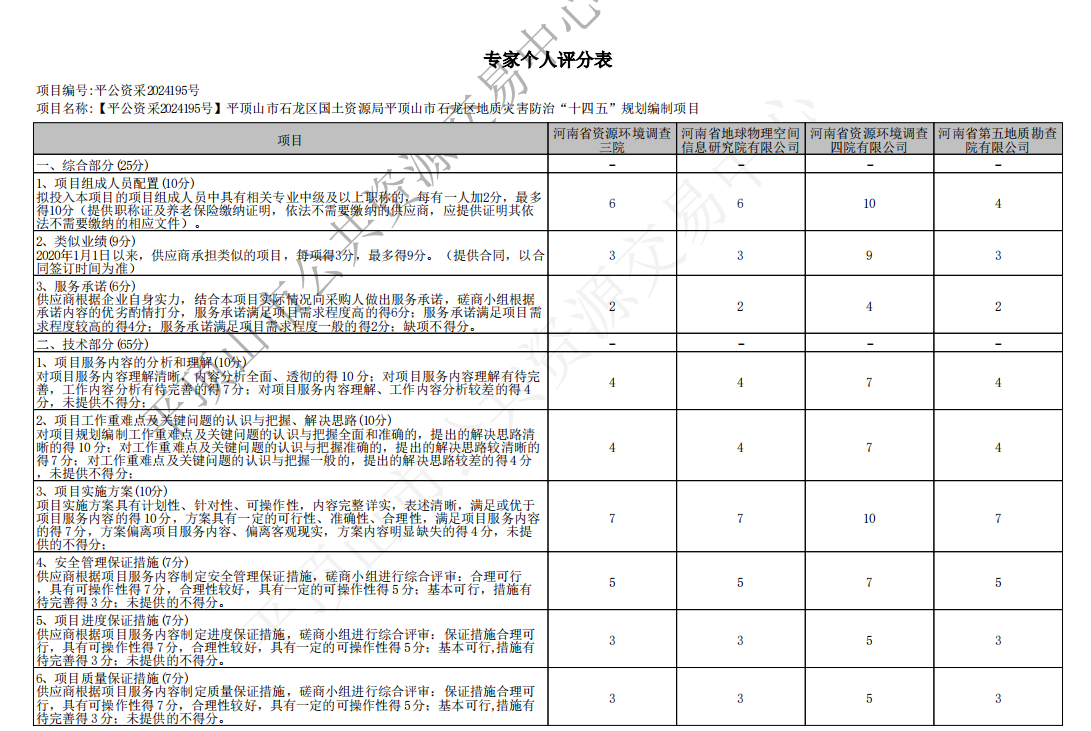 专家个人评分表
项目编号:平公资采2024195号
项目名称:【平公资采2024195号】平顶山市石龙区国土资源局平顶山市石龙区地质灾害防治“十四五”规划编制项目
项目
河南省资源环境调查
三院
河南省地球物理空间
信息研究院有限公司
河南省资源环境调查
四院有限公司
河南省第五地质勘查
院有限公司
一、综合部分(25分)
-
-
-
-
1、项目组成人员配置(10分)
拟投入本项目的项目组成人员中具有相关专业中级及以上职称的,每有一人加2分,最多
得10分(提供职称证及养老保险缴纳证明,依法不需要缴纳的供应商,应提供证明其依
法不需要缴纳的相应文件)。
6
6
10
4
2、类似业绩(9分)
2020年1月1日以来,供应商承担类似的项目,每项得3分,最多得9分。(提供合同,以合
同签订时间为准)
3
3
9
3
3、服务承诺(6分)
供应商根据企业自身实力,结合本项目实际情况向采购人做出服务承诺,磋商小组根据
承诺内容的优劣酌情打分,服务承诺满足项目需求程度高的得6分;服务承诺满足项目需
求程度较高的得4分;服务承诺满足项目需求程度一般的得2分;缺项不得分。
2
2
4
2
二、技术部分(65分)
-
-
-
-
1、项目服务内容的分析和理解(10分)
对项目服务内容理解清晰、内容分析全面、透彻的得 10 分;对项目服务内容理解有待完
善,工作内容分析有待完善的得 7 分;对项目服务内容理解、工作内容分析较差的得 4
分,未提供不得分;
4
4
7
4
2、项目工作重难点及关键问题的认识与把握、解决思路(10分)
对项目规划编制工作重难点及关键问题的认识与把握全面和准确的,提出的解决思路清
晰的得 10 分;对工作重难点及关键问题的认识与把握准确的,提出的解决思路较清晰的
得 7 分;对工作重难点及关键问题的认识与把握一般的,提出的解决思路较差的得 4 分
,未提供不得分;
4
4
7
4
3、项目实施方案(10分)
项目实施方案具有计划性、针对性、可操作性,内容完整详实,表述清晰,满足或优于
项目服务内容的得 10 分,方案具有一定的可行性、准确性、合理性,满足项目服务内容
的得 7 分,方案偏离项目服务内容、偏离客观现实,方案内容明显缺失的得 4 分,未提
供的不得分;
7
7
10
7
4、安全管理保证措施(7分)
供应商根据项目服务内容制定安全管理保证措施,磋商小组进行综合评审:合理可行
,具有可操作性得 7 分,合理性较好,具有一定的可操作性得 5 分;基本可行,措施有
待完善得 3 分;未提供的不得分。
5
5
7
5
5、项目进度保证措施(7分)
供应商根据项目服务内容制定进度保证措施,磋商小组进行综合评审:保证措施合理可
行,具有可操作性得 7 分,合理性较好,具有一定的可操作性得 5 分;基本可行,措施有
待完善得 3 分;未提供的不得分。
3
3
5
3
6、项目质量保证措施(7分)
供应商根据项目服务内容制定质量保证措施,磋商小组进行综合评审:保证措施合理可
行,具有可操作性得 7 分,合理性较好,具有一定的可操作性得 5 分;基本可行,措施有
待完善得 3 分;未提供的不得分。
3
3
5
3
平顶山市公共资源交易中心
平顶山市公共资源交易中心